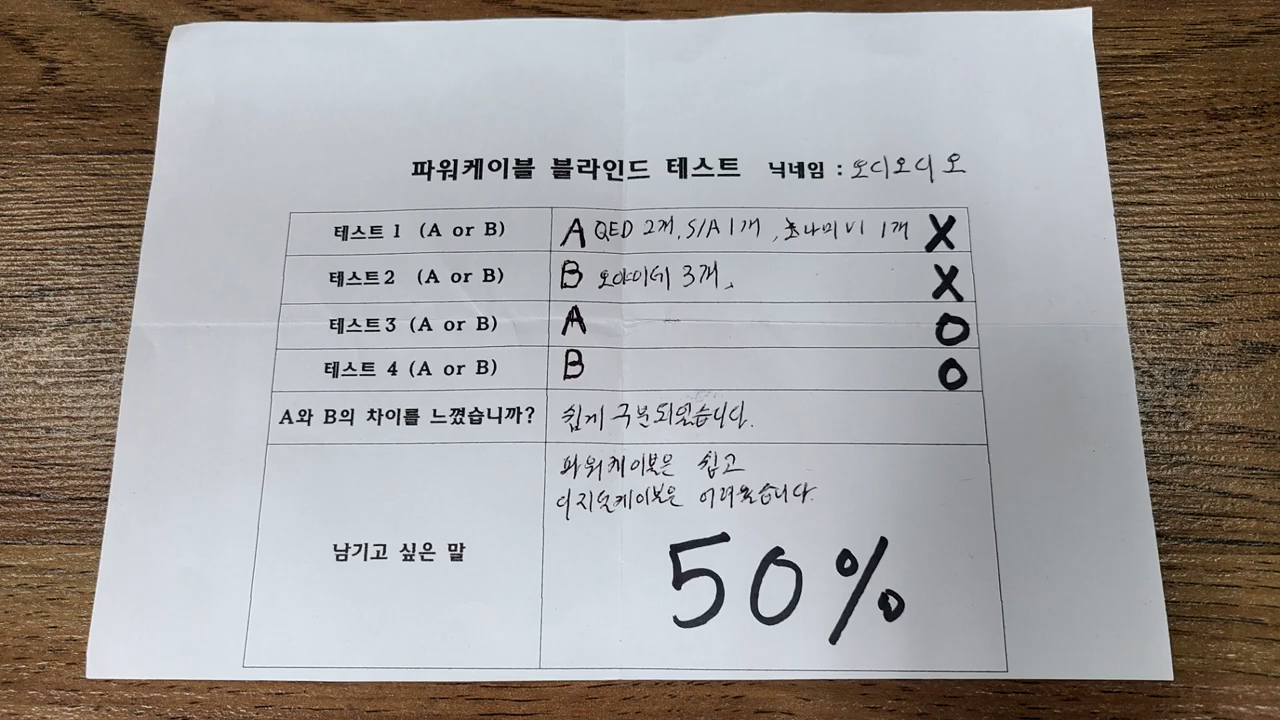 파워케이블 블라인드 테스트 닉네임 : 오디오디오
테스트1 (A or B) A QED 2개, S/A 1개, 초나미 VI 1개 X
테스트2 (A or B) B 오야이데 3개, X
테스트3 (A or B) A O
테스트 4 (A or B) B O
A와 B의 차이를 느꼈습니까? 쉽게 구분되었습니다.
파워케이블은 쉽고
디지털케이블은 어려웠습니다.
남기고 싶은 말
50%